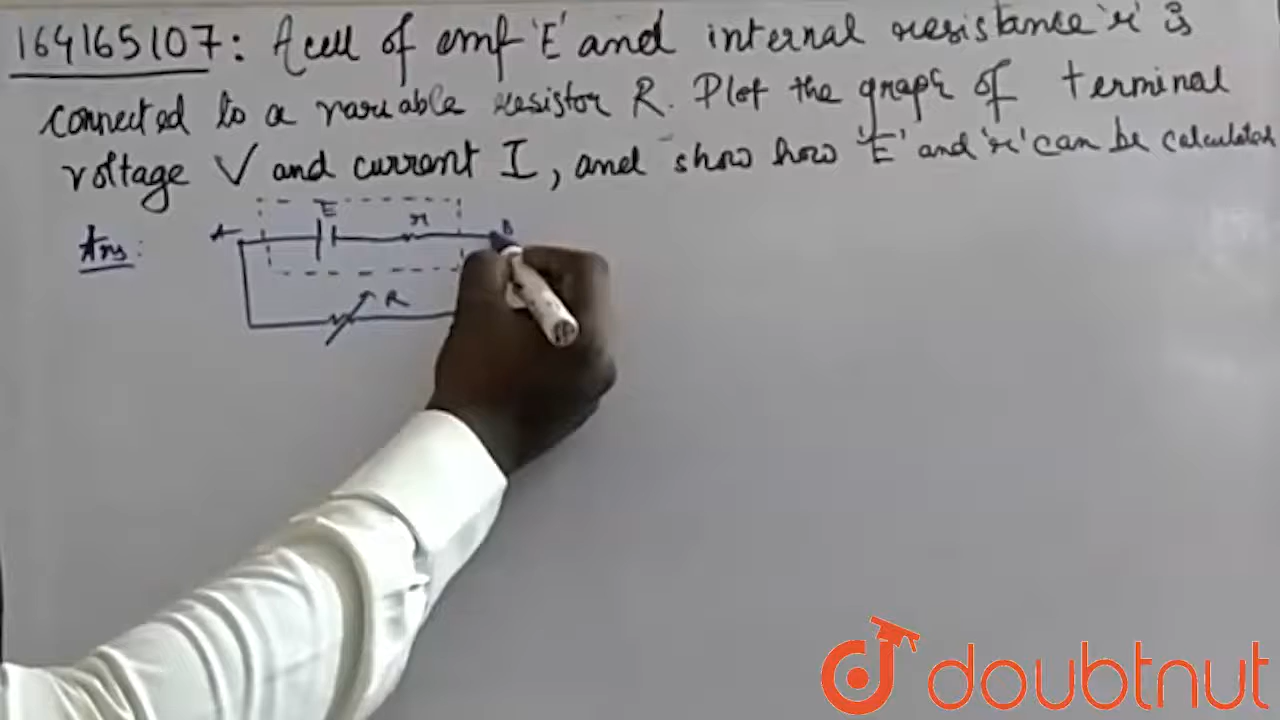 164165107: A cell of emf 'E' and internal resistance 'r' is
connected to a variable resistor R. Plot the graph of terminal
voltage V and current I, and show how 'E' and 'r' can be calculated
Ans:
E
r
A
B
R
doubtnut